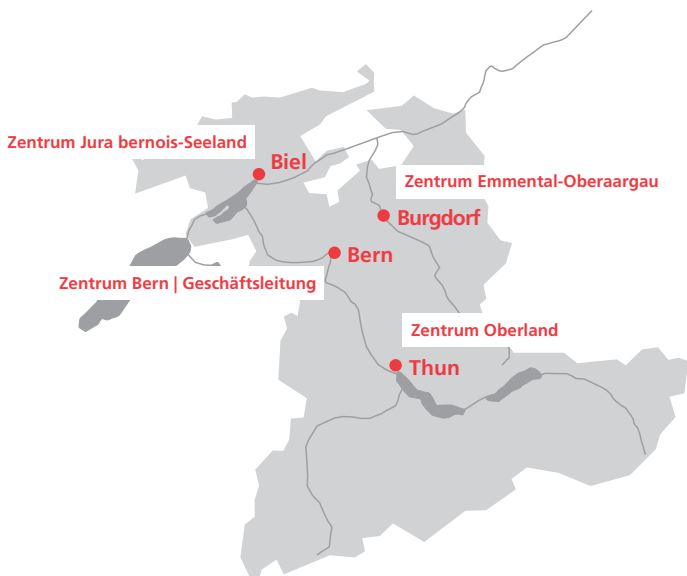 Zentrum Jura bernois-Seeland
Biel
Zentrum Emmental-Oberaargau
Burgdorf
Bern
Zentrum Bern | Geschäftsleitung
Zentrum Oberland
Thun